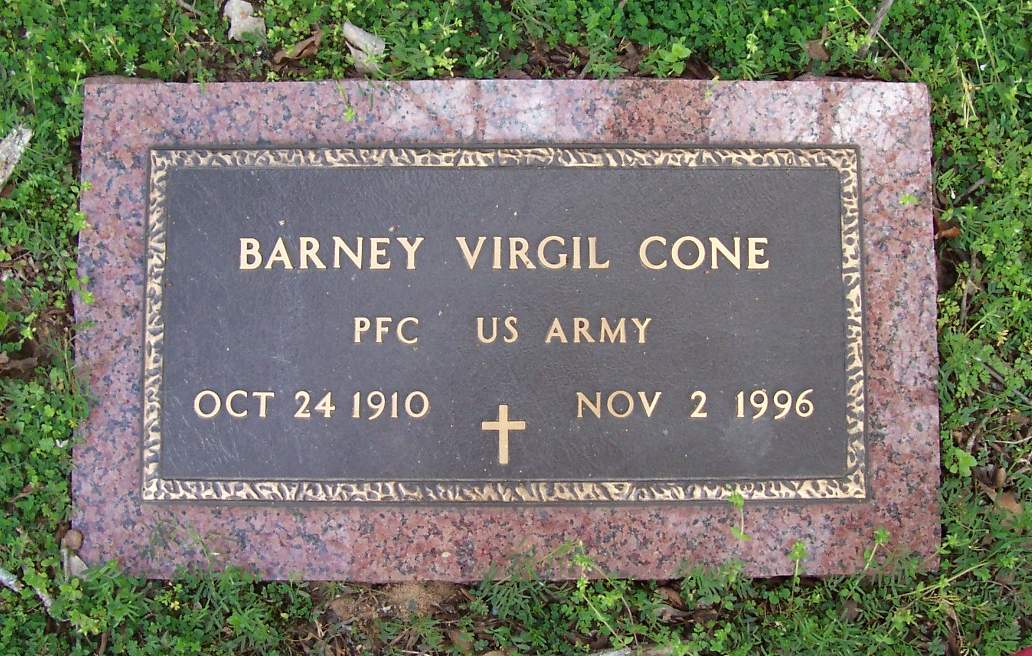 BARNEY VIRGIL CONE
PFC US ARMY
OCT 24 1910 NOV 2 1996